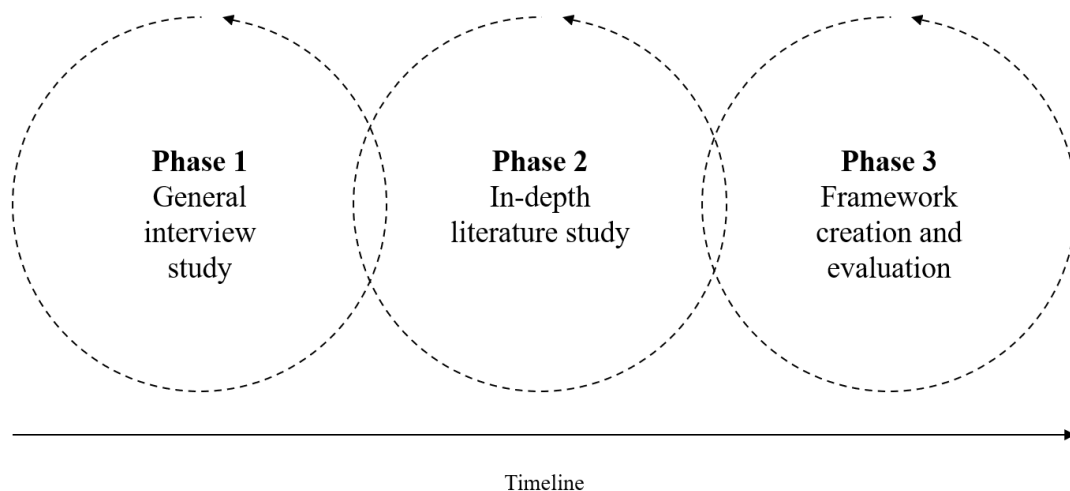 Phase 1
General
interview
study
Phase 2
In-depth
literature study
Phase 3
Framework
creation and
evaluation
Timeline